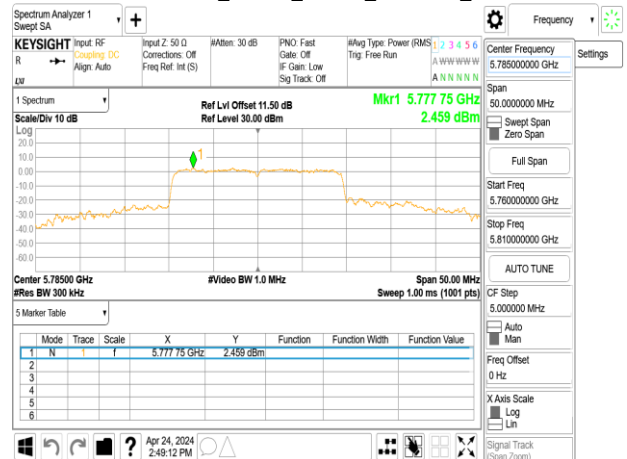 Spectrum Analyzer 1
Swept SA
+
Frequency
KEYSIGHT
R
Input: RF
Coupling: DC
Align: Auto
Input Z: 50 Ω
Corrections: Off
Freq Ref: Int (S)
#Atten: 30 dB
PNO: Fast
Gate: Off
IF Gain: Low
Sig Track: Off
#Avg Type: Power (RMS
Trig: Free Run
1 2 3 4 5 6
A W W W W W
A N N N N N
Center Frequency
5.785000000 GHz
Settings
Span
50.0000000 MHz
Swept Span
Zero Span
Full Span
Start Freq
5.760000000 GHz
Stop Freq
5.810000000 GHz
AUTO TUNE
CF Step
5.000000 MHz
Auto
Man
Freq Offset
0 Hz
X Axis Scale
Log
Lin
Signal Track
(Span Zoom)
1 Spectrum
Scale/Div 10 dB
Ref Lvl Offset 11.50 dB
Ref Level 30.00 dBm
Mkr1 5.777 75 GHz
2.459 dBm
Log
20.0
10.0
0.00
-10.0
-20.0
-30.0
-40.0
-50.0
-60.0
1
Center 5.78500 GHz
#Res BW 300 kHz
#Video BW 1.0 MHz
Span 50.00 MHz
Sweep 1.00 ms (1001 pts)
5 Marker Table
Mode Trace Scale X Y Function Function Width Function Value
1 N 1 f 5.777 75 GHz 2.459 dBm
2
3
4
5
6
?
Apr 24, 2024
2:49:12 PM